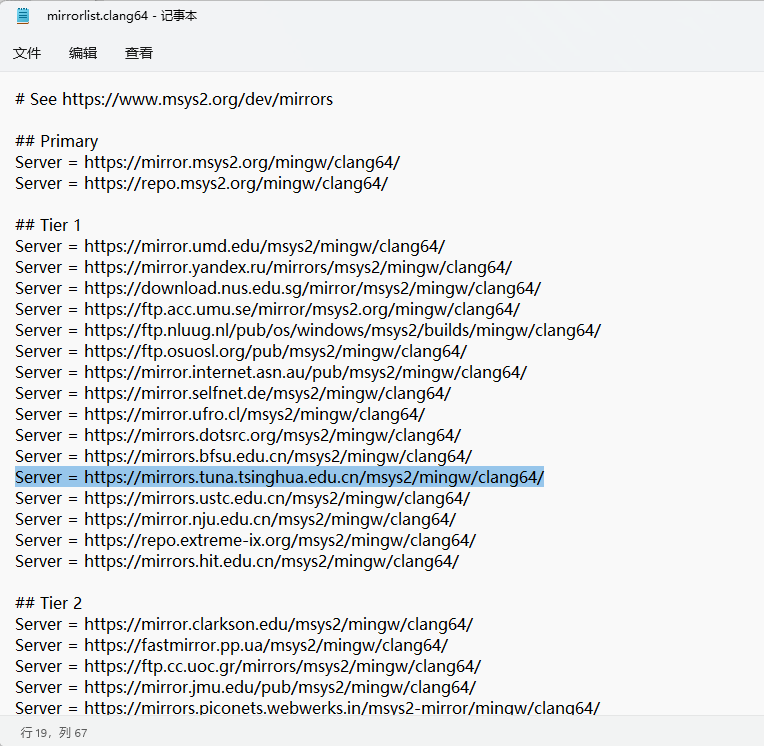 mirrorlist.clang64 - 记事本
文件 编辑 查看
# See https://www.msys2.org/dev/mirrors
## Primary
Server = https://mirror.msys2.org/mingw/clang64/
Server = https://repo.msys2.org/mingw/clang64/
## Tier 1
Server = https://mirror.umd.edu/msys2/mingw/clang64/
Server = https://mirror.yandex.ru/mirrors/msys2/mingw/clang64/
Server = https://download.nus.edu.sg/mirror/msys2/mingw/clang64/
Server = https://ftp.acc.umu.se/mirror/msys2.org/mingw/clang64/
Server = https://ftp.nluug.nl/pub/os/windows/msys2/builds/mingw/clang64/
Server = https://ftp.osuosl.org/pub/msys2/mingw/clang64/
Server = https://mirror.internet.asn.au/pub/msys2/mingw/clang64/
Server = https://mirror.selfnet.de/msys2/mingw/clang64/
Server = https://mirror.ufro.cl/msys2/mingw/clang64/
Server = https://mirrors.dotsrc.org/msys2/mingw/clang64/
Server = https://mirrors.bfsu.edu.cn/msys2/mingw/clang64/
Server = https://mirrors.tuna.tsinghua.edu.cn/msys2/mingw/clang64/
Server = https://mirrors.ustc.edu.cn/msys2/mingw/clang64/
Server = https://mirror.nju.edu.cn/msys2/mingw/clang64/
Server = https://repo.extreme-ix.org/msys2/mingw/clang64/
Server = https://mirrors.hit.edu.cn/msys2/mingw/clang64/
## Tier 2
Server = https://mirror.clarkson.edu/msys2/mingw/clang64/
Server = https://fastmirror.pp.ua/msys2/mingw/clang64/
Server = https://ftp.cc.uoc.gr/mirrors/msys2/mingw/clang64/
Server = https://mirror.jmu.edu/pub/msys2/mingw/clang64/
Server = https://mirrors.piconets.webwerks.in/msys2-mirror/mingw/clang64/
行 19，列 67